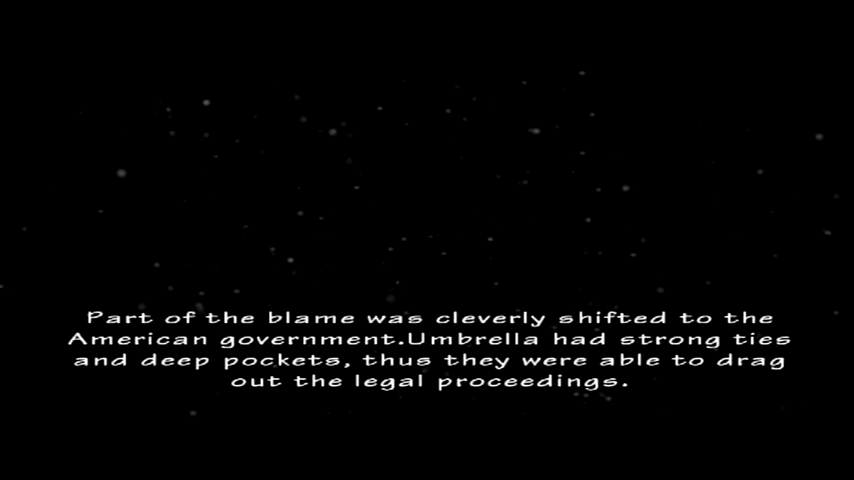 Part of the blame was cleverly shifted to the
American government.Umbrella had strong ties
and deep pockets, thus they were able to drag
out the legal proceedings.